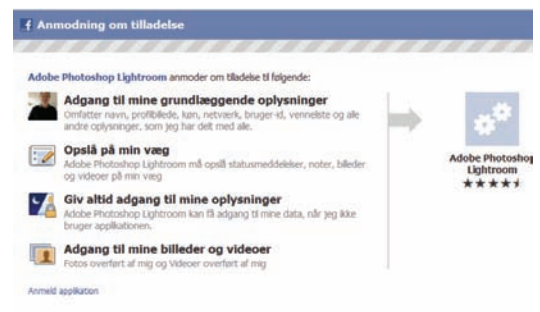 Anmodning om tilladelse
Adobe Photoshop Lightroom anmoder om tilladelse til følgende:
Adgang til mine grundlæggende oplysninger
Omfatter navn, profilbillede, køn, netværk, bruger-id, venneliste og alle
andre oplysninger, som jeg har delt med alle.
Opslå på min væg
Adobe Photoshop Lightroom må opslå statusmeddelelser, noter, billeder
og videoer på min væg
Giv altid adgang til mine oplysninger
Adobe Photoshop Lightroom kan få adgang til mine data, når jeg ikke
bruger applikationen.
Adgang til mine billeder og videoer
Fotos overført af mig og Videoer overført af mig
Anmeld applikation
Adobe Photoshop
Lightroom